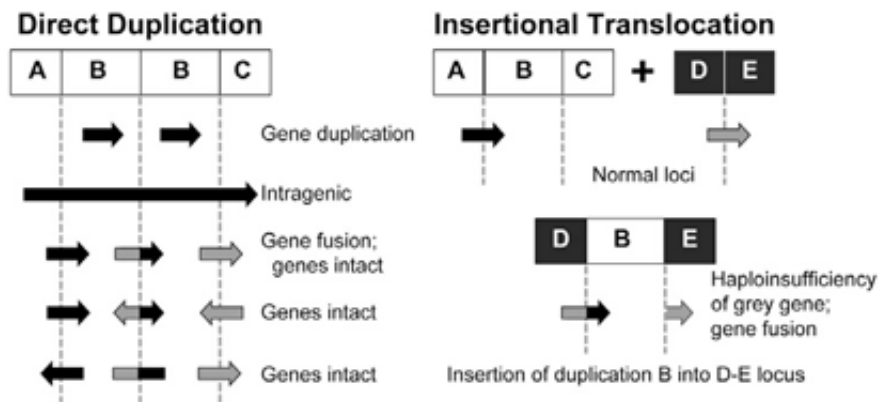 Direct Duplication
A B B C
Gene duplication
Intragenic
Gene fusion;
genes intact
Genes intact
Genes intact
Insertional Translocation
A B C + D E
Normal loci
D B E
Haploinsufficiency
of grey gene;
gene fusion
Insertion of duplication B into D-E locus